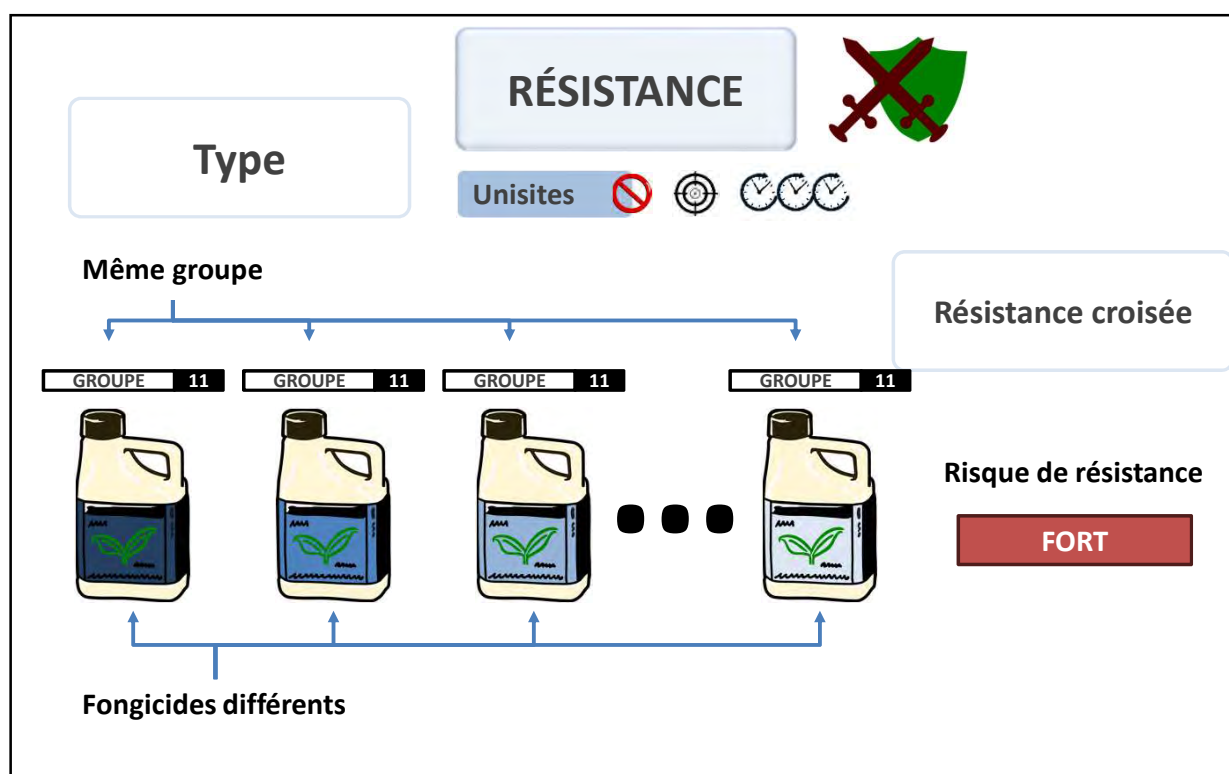 RÉSISTANCE
Type
Unisites
Même groupe
Résistance croisée
GROUPE 11
GROUPE 11
GROUPE 11
GROUPE 11
Risque de résistance
FORT
Fongicides différents